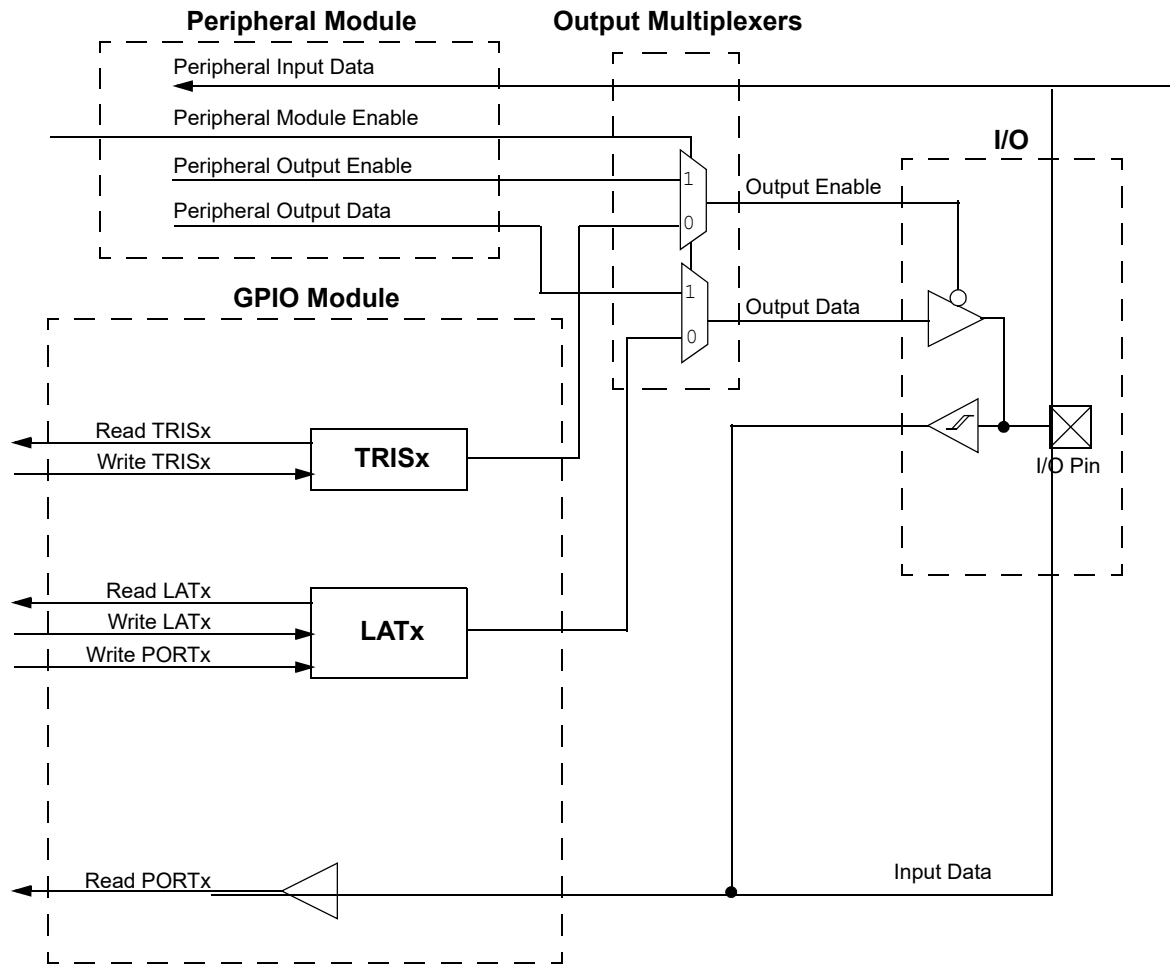 Peripheral Module
Output Multiplexers
Peripheral Input Data
Peripheral Module Enable
I/O
Peripheral Output Enable
1
Output Enable
Peripheral Output Data
0
GPIO Module
1
Output Data
0
Read TRISx
TRISx
Write TRISx
I/O Pin
Read LATx
Write LATx
LATx
Write PORTx
Input Data
Read PORTx